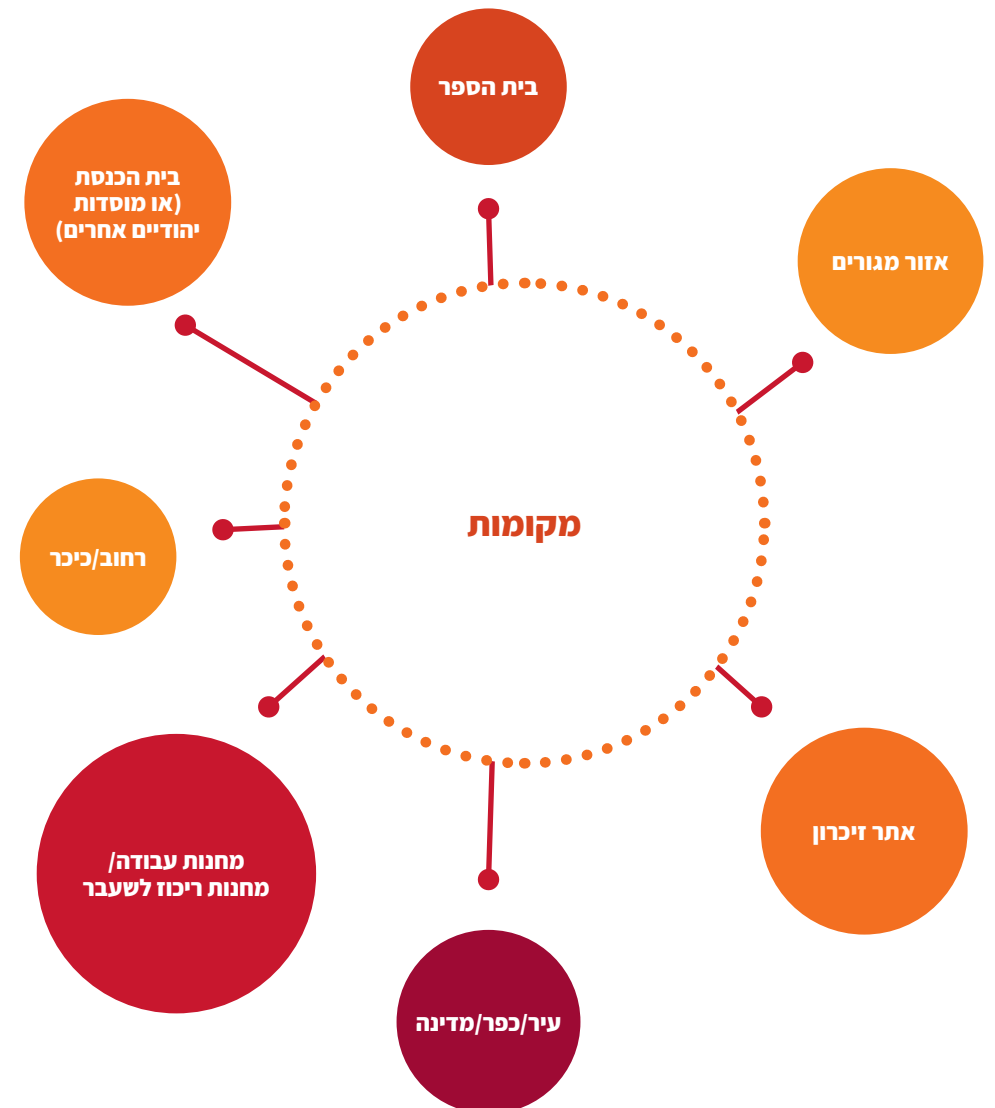 בית הספר
בית הכנסת
(או מוסדות
יהודיים אחרים)
אזור מגורים
מקומות
רחוב/כיכר
אתר זיכרון
מחנות עבודה/
מחנות ריכוז לשעבר
עיר/כפר/מדינה